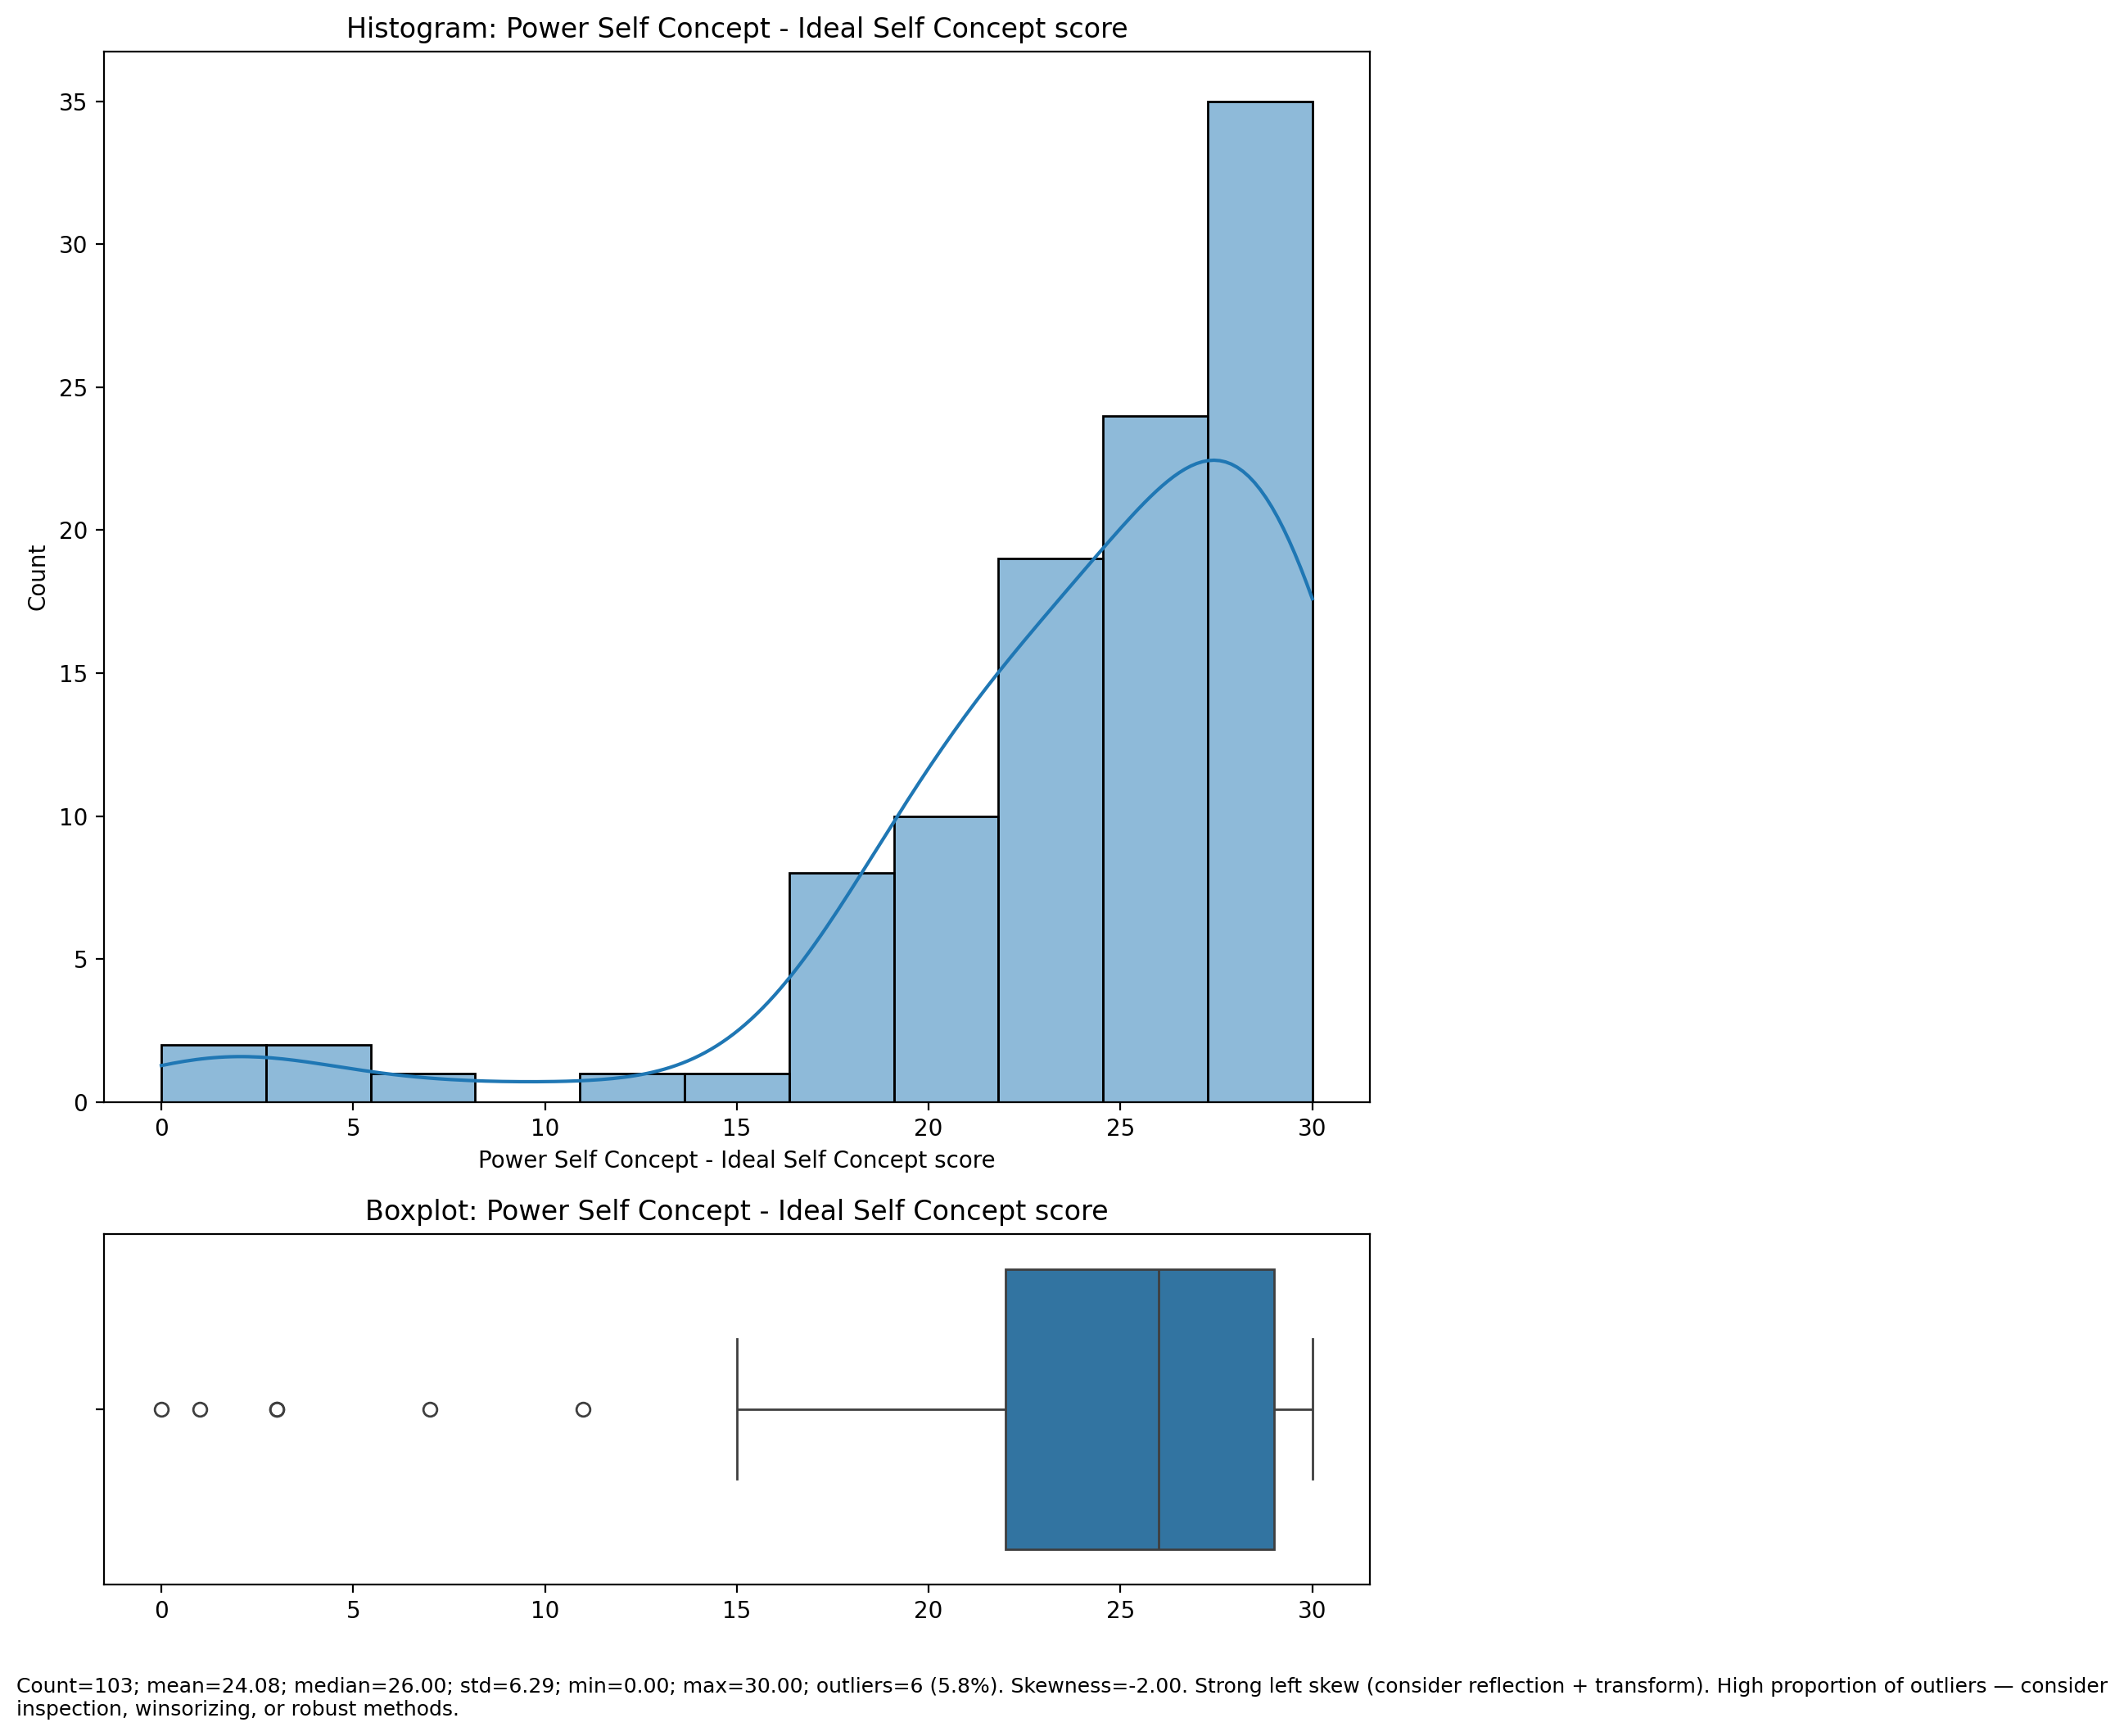 Histogram: Power Self Concept - Ideal Self Concept score
35
30
25
20
15
10
5
0
Count
0 5 10 15 20 25 30
Power Self Concept - Ideal Self Concept score
Boxplot: Power Self Concept - Ideal Self Concept score
0 5 10 15 20 25 30
Count=103; mean=24.08; median=26.00; std=6.29; min=0.00; max=30.00; outliers=6 (5.8%). Skewness=-2.00. Strong left skew (consider reflection + transform). High proportion of outliers — consider
inspection, winsorizing, or robust methods.